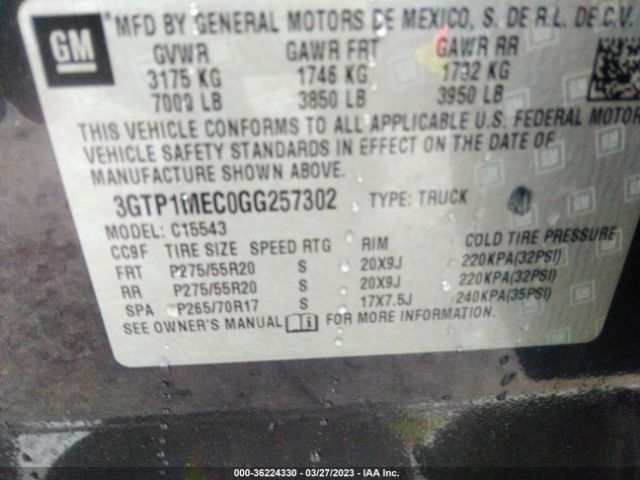 GM
MFD BY GENERAL MOTORS DE MEXICO, S. DE R.L. DE C.V.
GVWR GAWR FRT GAWR RR
3175 KG 1746 KG 1792 KG
7000 LB 3850 LB 3950 LB
THIS VEHICLE CONFORMS TO ALL APPLICABLE U.S. FEDERAL MOTOR
VEHICLE SAFETY STANDARDS IN EFFECT ON THE DATE OF
MANUFACTURE SHOWN ABOVE.
3GTP1MEC0GG257302 TYPE: TRUCK
MODEL: C15543
CC9F TIRE SIZE SPEED RTG RIM COLD TIRE PRESSURE
FRT P275/55R20 S 20X9J 220KPA(32PSI)
RR P275/55R20 S 20X9J 220KPA(32PSI)
SPA P265/70R17 S 17X7.5J 240KPA(35PSI)
SEE OWNER'S MANUAL FOR MORE INFORMATION.
000-36224330 - 03/27/2023 - IAA Inc.